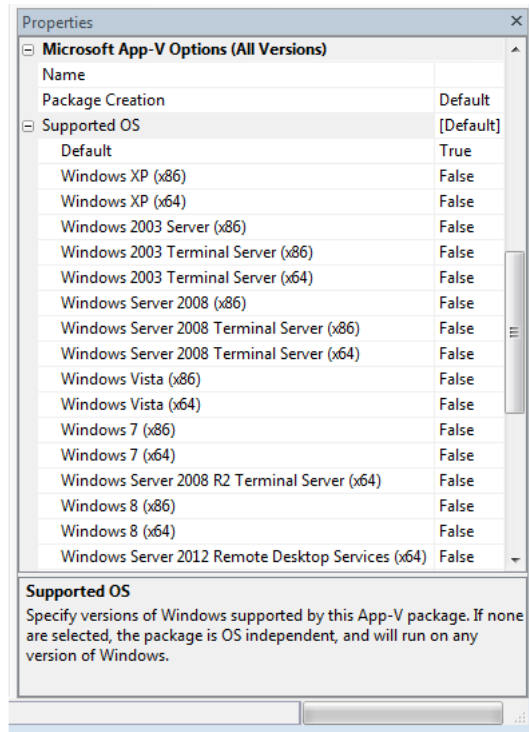 Properties
Microsoft App-V Options (All Versions)
Name
Package Creation Default
Supported OS [Default]
Default True
Windows XP (x86) False
Windows XP (x64) False
Windows 2003 Server (x86) False
Windows 2003 Terminal Server (x86) False
Windows 2003 Terminal Server (x64) False
Windows Server 2008 (x86) False
Windows Server 2008 Terminal Server (x86) False
Windows Server 2008 Terminal Server (x64) False
Windows Vista (x86) False
Windows Vista (x64) False
Windows 7 (x86) False
Windows 7 (x64) False
Windows Server 2008 R2 Terminal Server (x64) False
Windows 8 (x86) False
Windows 8 (x64) False
Windows Server 2012 Remote Desktop Services (x64) False
Supported OS
Specify versions of Windows supported by this App-V package. If none
are selected, the package is OS independent, and will run on any
version of Windows.